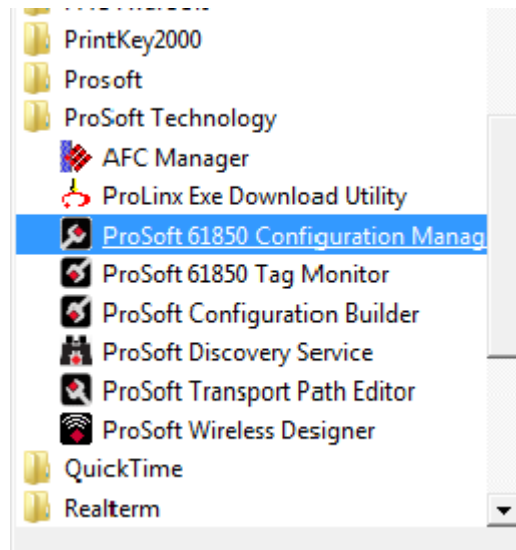 PrintKey2000
Prosoft
ProSoft Technology
AFC Manager
ProLinx Exe Download Utility
ProSoft 61850 Configuration Manag
ProSoft 61850 Tag Monitor
ProSoft Configuration Builder
ProSoft Discovery Service
ProSoft Transport Path Editor
ProSoft Wireless Designer
QuickTime
Realterm